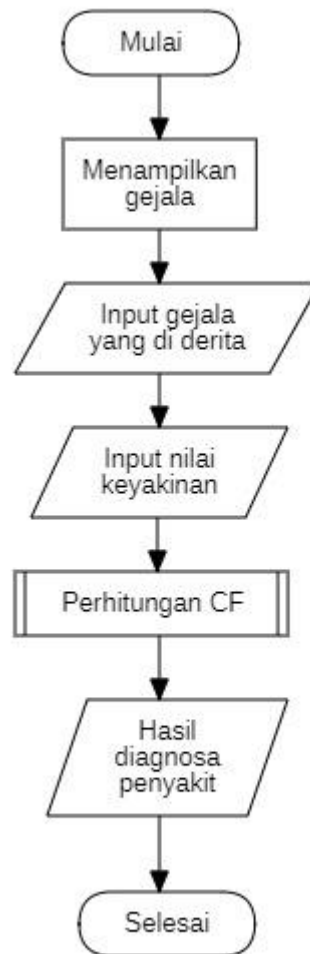 Mulai
Menampilkan
gejala
Input gejala
yang di derita
Input nilai
keyakinan
Perhitungan CF
Hasil
diagnosa
penyakit
Selesai